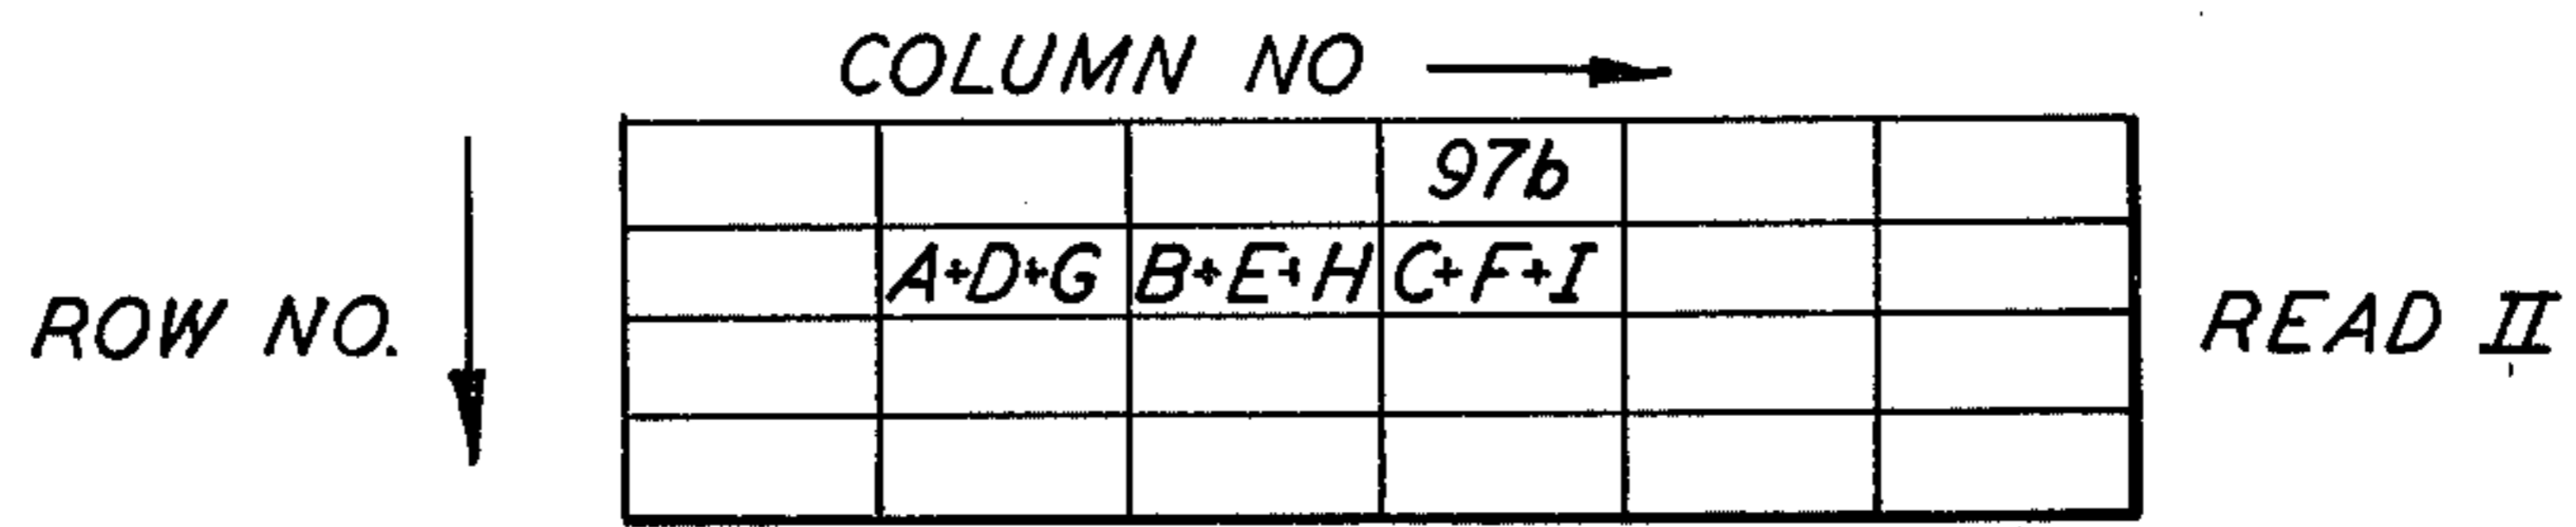 COLUMN NO
97b
A+D+G B+E+H C+F+I
ROW NO.
READ II